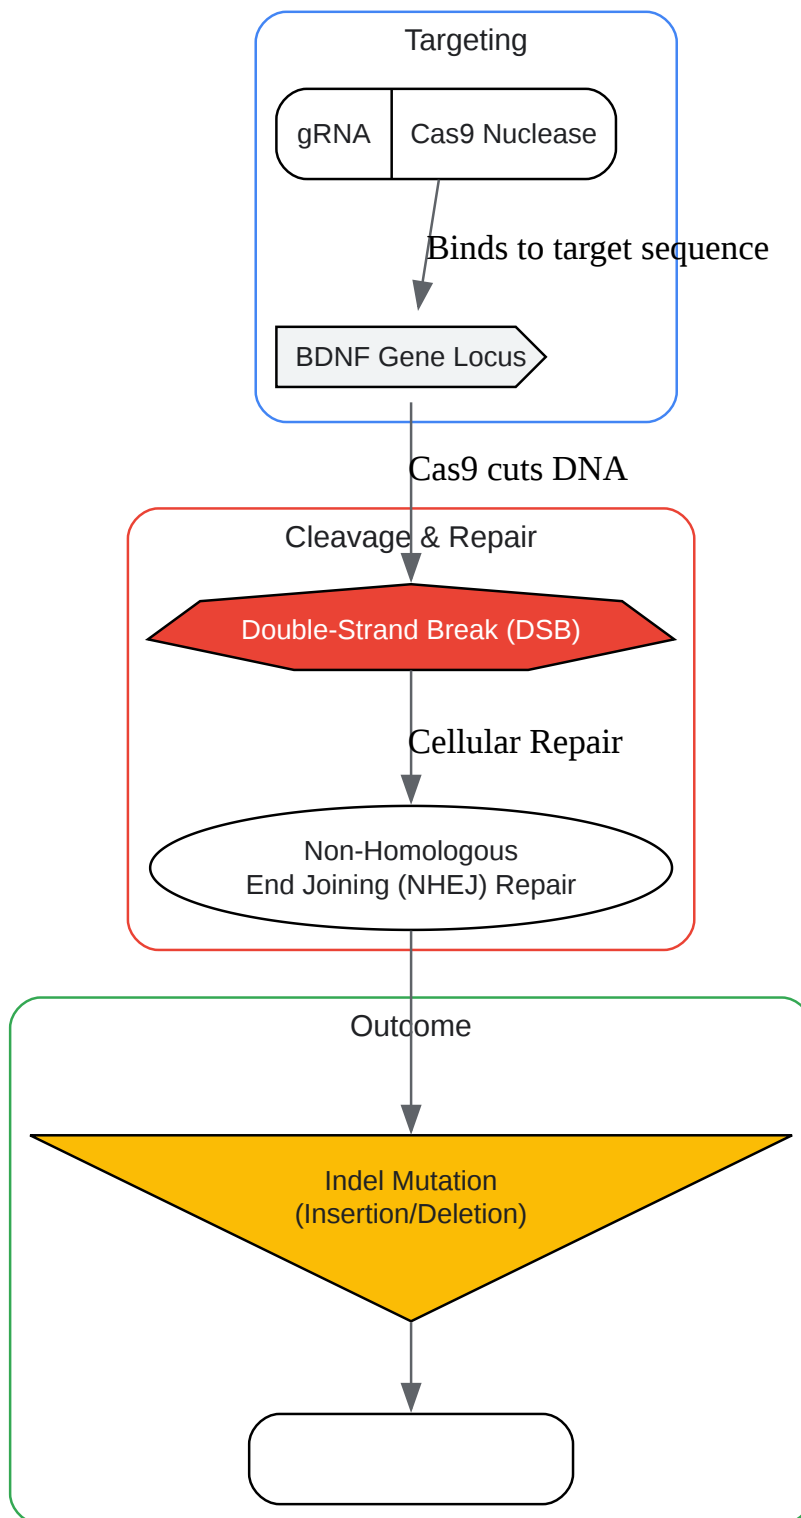 Targeting
gRNA
Cas9 Nuclease
Binds to target sequence
BDNF Gene Locus
Cas9 cuts DNA
Cleavage & Repair
Double-Strand Break (DSB)
Cellular Repair
Non-Homologous
End Joining (NHEJ) Repair
Outcome
Indel Mutation
(Insertion/Deletion)